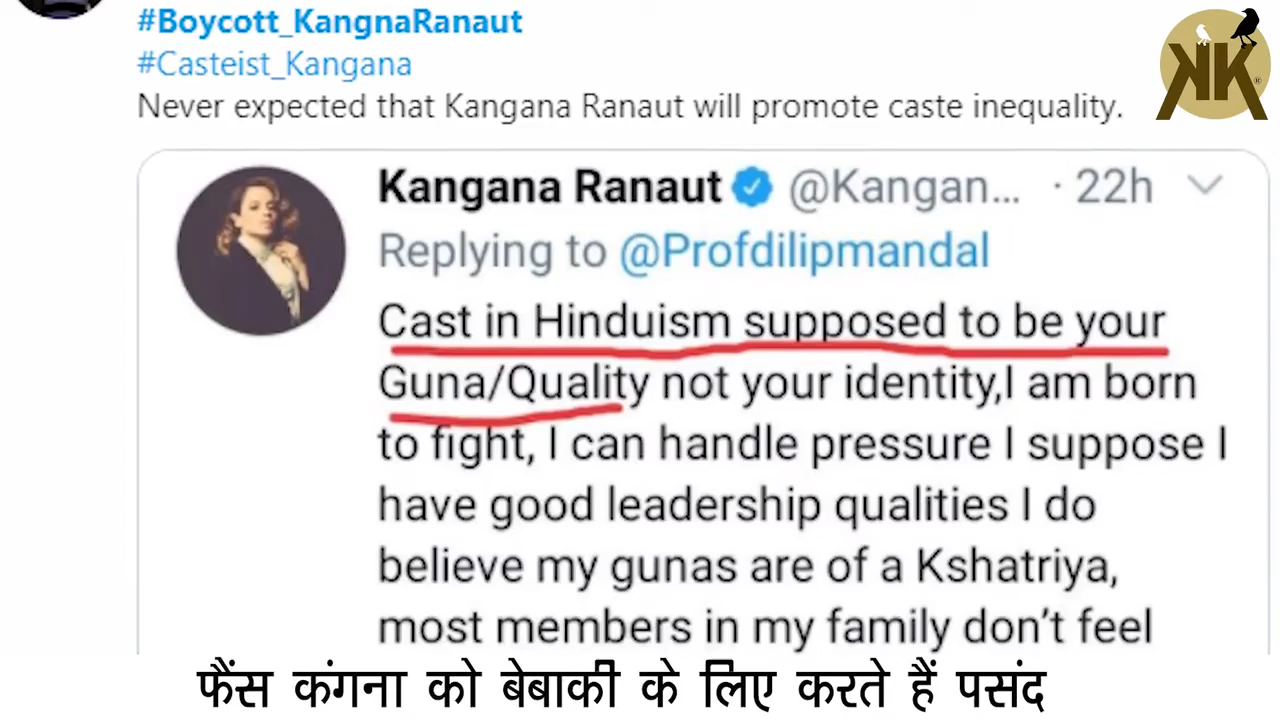 #Boycott_KangnaRanaut
#Casteist_Kangana
Never expected that Kangana Ranaut will promote caste inequality.
KK®
Kangana Ranaut @Kangan... · 22h
Replying to @Profdilipmandal
Cast in Hinduism supposed to be your
Guna/Quality not your identity,I am born
to fight, I can handle pressure I suppose I
have good leadership qualities I do
believe my gunas are of a Kshatriya,
most members in my family don't feel
फैंस कंगना को बेबाकी के लिए करते हैं पसंद